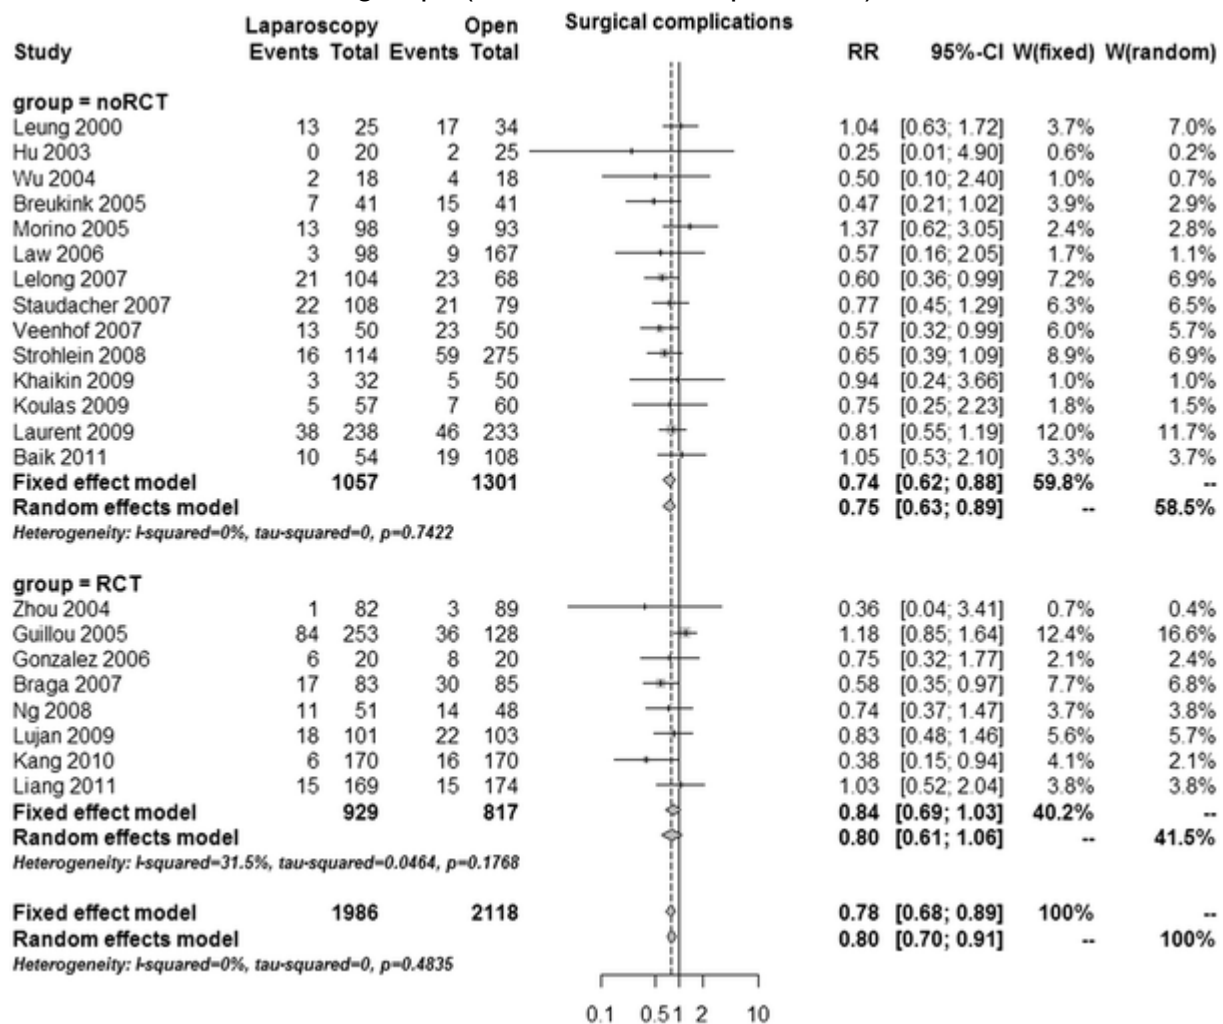 Laparoscopy Open Surgical complications
Study Events Total Events Total RR 95%-CI W(fixed) W(random)
group = noRCT
Leung 2000 13 25 17 34 1.04 [0.63; 1.72] 3.7% 7.0%
Hu 2003 0 20 2 25 0.25 [0.01; 4.90] 0.6% 0.2%
Wu 2004 2 18 4 18 0.50 [0.10; 2.40] 1.0% 0.7%
Breukink 2005 7 41 15 41 0.47 [0.21; 1.02] 3.9% 2.9%
Morino 2005 13 98 9 93 1.37 [0.62; 3.05] 2.4% 2.8%
Law 2006 3 98 9 167 0.57 [0.16; 2.05] 1.7% 1.1%
Lelong 2007 21 104 23 68 0.60 [0.36; 0.99] 7.2% 6.9%
Staudacher 2007 22 108 21 79 0.77 [0.45; 1.29] 6.3% 6.5%
Veenhof 2007 13 50 23 50 0.57 [0.32; 0.99] 6.0% 5.7%
Strohlein 2008 16 114 59 275 0.65 [0.39; 1.09] 8.9% 6.9%
Khaikin 2009 3 32 5 50 0.94 [0.24; 3.66] 1.0% 1.0%
Koulas 2009 5 57 7 60 0.75 [0.25; 2.23] 1.8% 1.5%
Laurent 2009 38 238 46 233 0.81 [0.55; 1.19] 12.0% 11.7%
Baik 2011 10 54 19 108 1.05 [0.53; 2.10] 3.3% 3.7%
Fixed effect model 1057 1301 0.74 [0.62; 0.88] 59.8% --
Random effects model 0.75 [0.63; 0.89] -- 58.5%
Heterogeneity: I-squared=0%, tau-squared=0, p=0.7422
group = RCT
Zhou 2004 1 82 3 89 0.36 [0.04; 3.41] 0.7% 0.4%
Guillou 2005 84 253 36 128 1.18 [0.85; 1.64] 12.4% 16.6%
Gonzalez 2006 6 20 8 20 0.75 [0.32; 1.77] 2.1% 2.4%
Braga 2007 17 83 30 85 0.58 [0.35; 0.97] 7.7% 6.8%
Ng 2008 11 51 14 48 0.74 [0.37; 1.47] 3.7% 3.8%
Lujan 2009 18 101 22 103 0.83 [0.48; 1.46] 5.6% 5.7%
Kang 2010 6 170 16 170 0.38 [0.15; 0.94] 4.1% 2.1%
Liang 2011 15 169 15 174 1.03 [0.52; 2.04] 3.8% 3.8%
Fixed effect model 929 817 0.84 [0.69; 1.03] 40.2% --
Random effects model 0.80 [0.61; 1.06] -- 41.5%
Heterogeneity: I-squared=31.5%, tau-squared=0.0464, p=0.1768
Fixed effect model 1986 2118 0.78 [0.68; 0.89] 100% --
Random effects model 0.80 [0.70; 0.91] -- 100%
Heterogeneity: I-squared=0%, tau-squared=0, p=0.4835
0.1 0.5 1 2 10